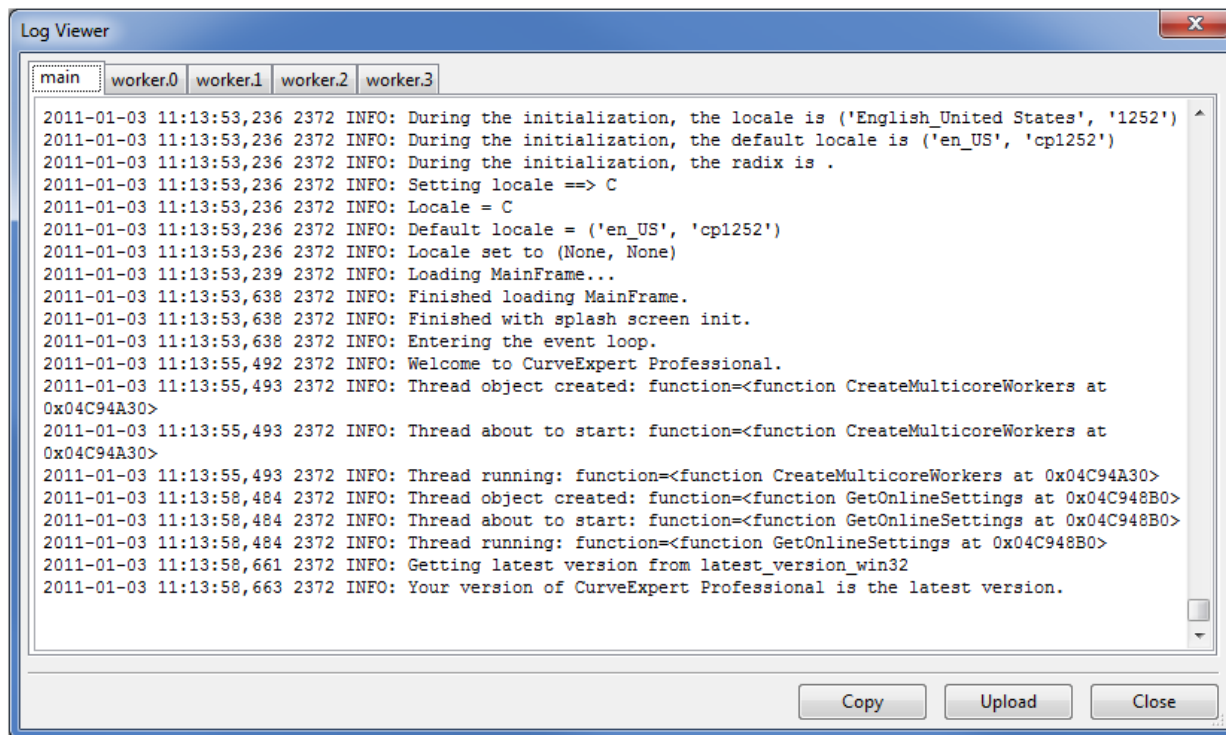 Log Viewer
main worker.0 worker.1 worker.2 worker.3
2011-01-03 11:13:53,236 2372 INFO: During the initialization, the locale is ('English_United States', '1252')
2011-01-03 11:13:53,236 2372 INFO: During the initialization, the default locale is ('en_US', 'cp1252')
2011-01-03 11:13:53,236 2372 INFO: During the initialization, the radix is .
2011-01-03 11:13:53,236 2372 INFO: Setting locale ==> C
2011-01-03 11:13:53,236 2372 INFO: Locale = C
2011-01-03 11:13:53,236 2372 INFO: Default locale = ('en_US', 'cp1252')
2011-01-03 11:13:53,236 2372 INFO: Locale set to (None, None)
2011-01-03 11:13:53,239 2372 INFO: Loading MainFrame...
2011-01-03 11:13:53,638 2372 INFO: Finished loading MainFrame.
2011-01-03 11:13:53,638 2372 INFO: Finished with splash screen init.
2011-01-03 11:13:53,638 2372 INFO: Entering the event loop.
2011-01-03 11:13:55,492 2372 INFO: Welcome to CurveExpert Professional.
2011-01-03 11:13:55,493 2372 INFO: Thread object created: function=<function CreateMulticoreWorkers at
0x04C94A30>
2011-01-03 11:13:55,493 2372 INFO: Thread about to start: function=<function CreateMulticoreWorkers at
0x04C94A30>
2011-01-03 11:13:55,493 2372 INFO: Thread running: function=<function CreateMulticoreWorkers at 0x04C94A30>
2011-01-03 11:13:58,484 2372 INFO: Thread object created: function=<function GetOnlineSettings at 0x04C948B0>
2011-01-03 11:13:58,484 2372 INFO: Thread about to start: function=<function GetOnlineSettings at 0x04C948B0>
2011-01-03 11:13:58,484 2372 INFO: Thread running: function=<function GetOnlineSettings at 0x04C948B0>
2011-01-03 11:13:58,661 2372 INFO: Getting latest version from latest_version_win32
2011-01-03 11:13:58,663 2372 INFO: Your version of CurveExpert Professional is the latest version.
Copy Upload Close